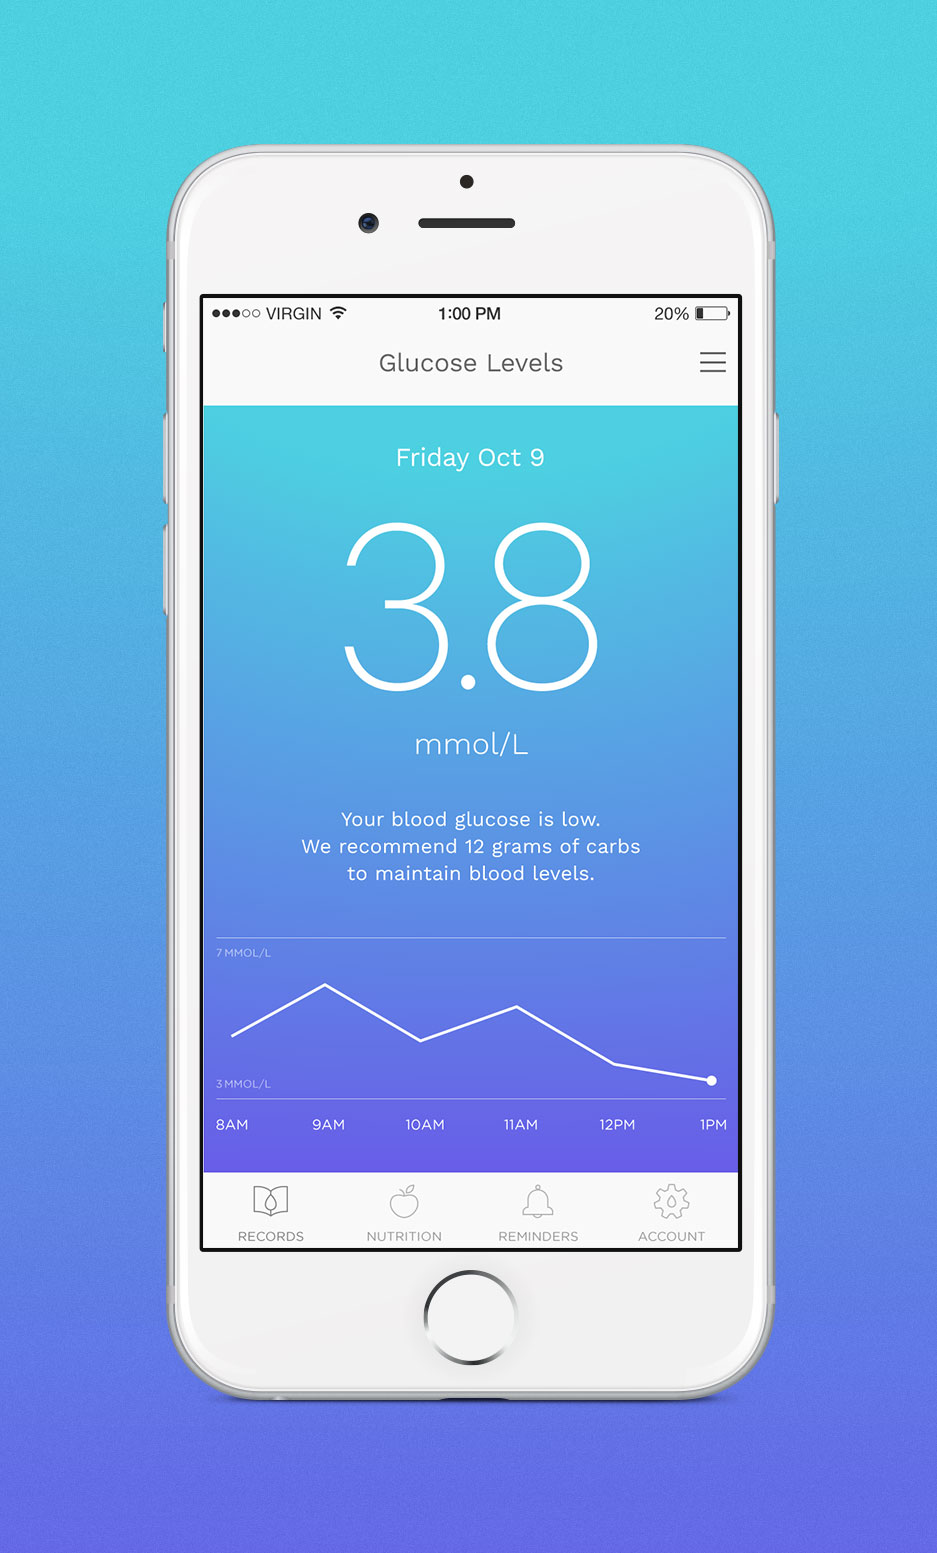 VIRGIN 1:00 PM 20%
Glucose Levels
Friday Oct 9
3.8
mmol/L
Your blood glucose is low.
We recommend 12 grams of carbs
to maintain blood levels.
7 MMOL/L
3 MMOL/L
8AM 9AM 10AM 11AM 12PM 1PM
RECORDS NUTRITION REMINDERS ACCOUNT